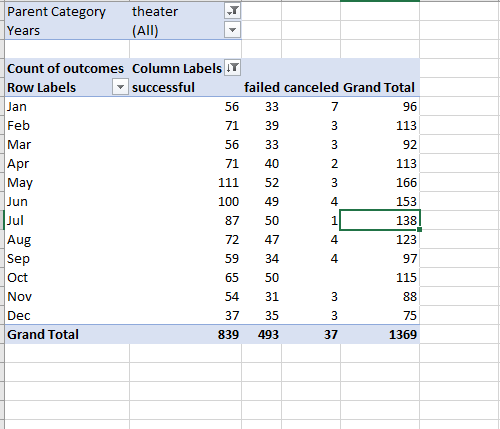 Parent Category theater
Years (All)
Count of outcomes Column Labels
Row Labels successful failed canceled Grand Total
Jan 56 33 7 96
Feb 71 39 3 113
Mar 56 33 3 92
Apr 71 40 2 113
May 111 52 3 166
Jun 100 49 4 153
Jul 87 50 1 138
Aug 72 47 4 123
Sep 59 34 4 97
Oct 65 50 115
Nov 54 31 3 88
Dec 37 35 3 75
Grand Total 839 493 37 1369